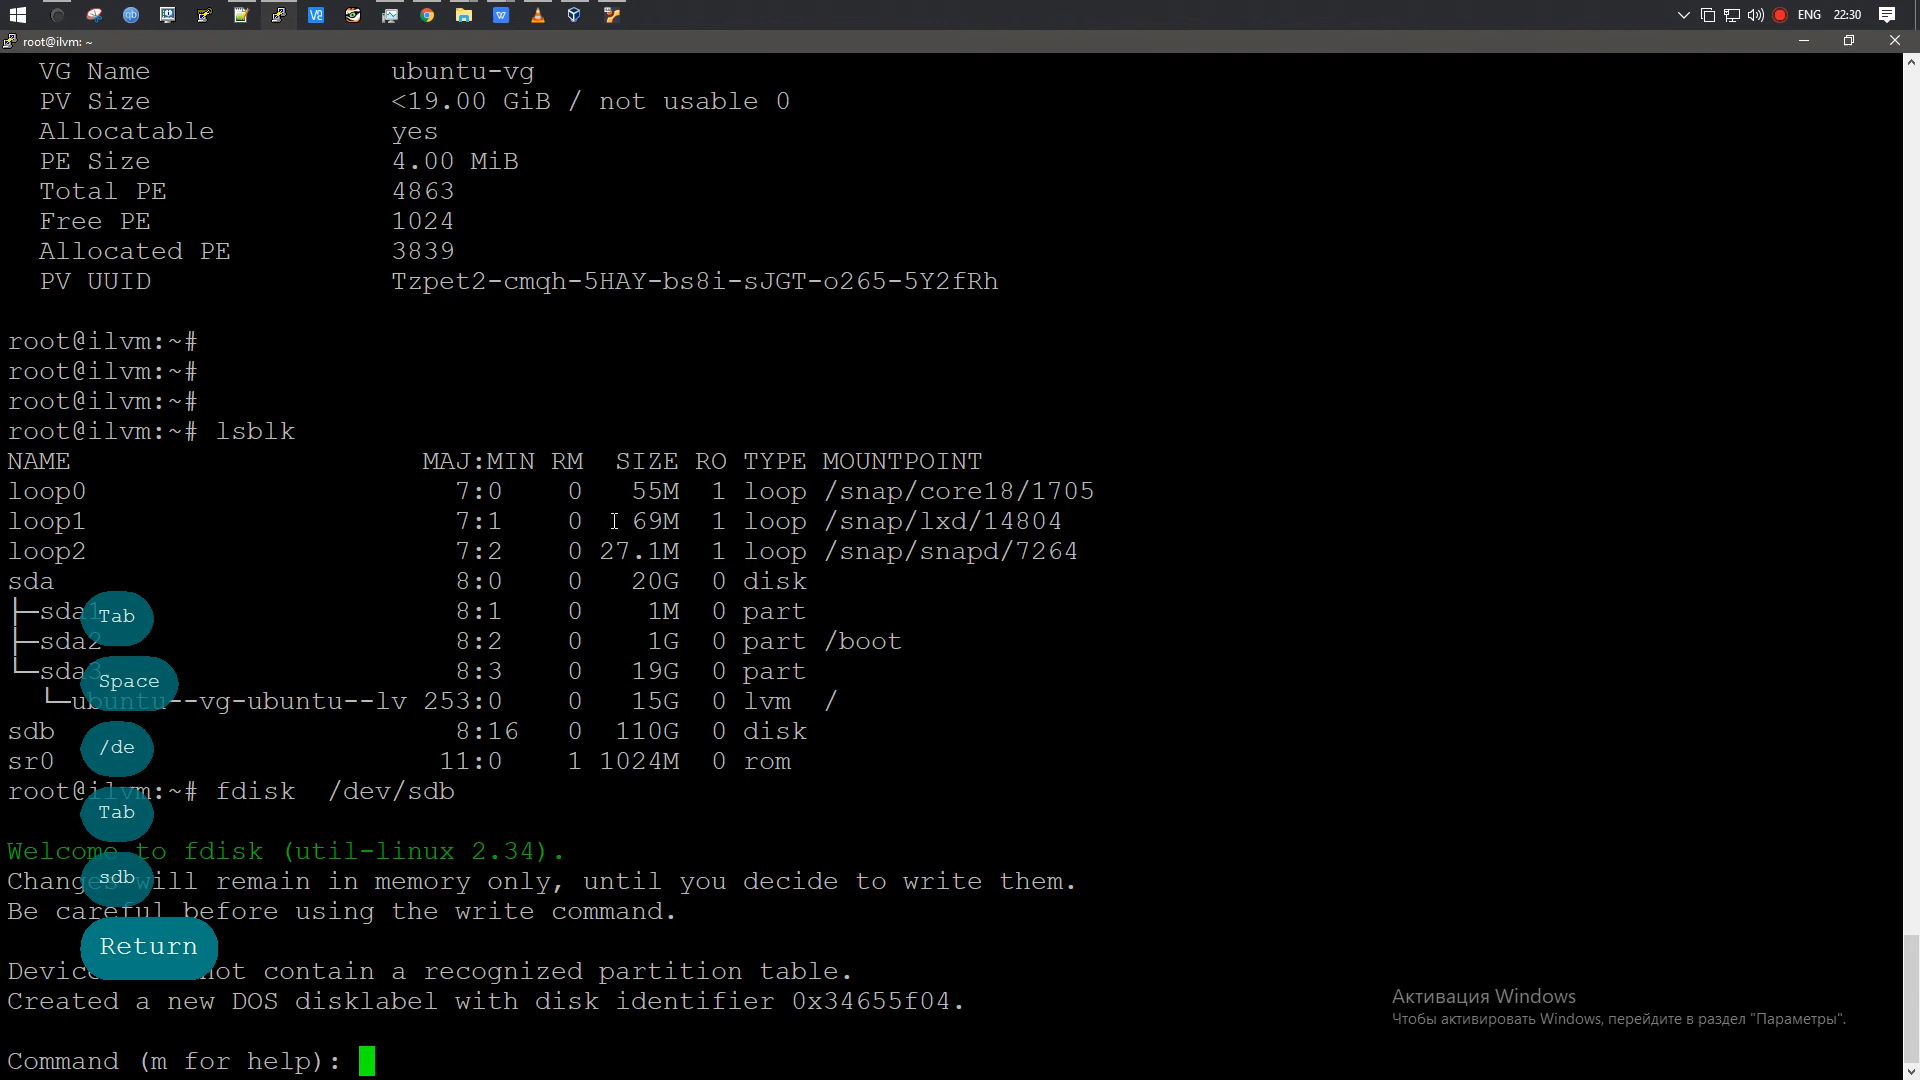 ENG 22:30
root@ilvm: ~
VG Name ubuntu-vg
PV Size <19.00 GiB / not usable 0
Allocatable yes
PE Size 4.00 MiB
Total PE 4863
Free PE 1024
Allocated PE 3839
PV UUID Tzpet2-cmqh-5HAY-bs8i-sJGT-o265-5Y2fRh
root@ilvm:~#
root@ilvm:~#
root@ilvm:~#
root@ilvm:~# lsblk
NAME MAJ:MIN RM SIZE RO TYPE MOUNTPOINT
loop0 7:0 0 55M 1 loop /snap/core18/1705
loop1 7:1 0 69M 1 loop /snap/lxd/14804
loop2 7:2 0 27.1M 1 loop /snap/snapd/7264
sda 8:0 0 20G 0 disk
├─sda1 8:1 0 1M 0 part
Tab
├─sda2 8:2 0 1G 0 part /boot
└─sda3 8:3 0 19G 0 part
Space
└─ubuntu--vg-ubuntu--lv 253:0 0 15G 0 lvm /
sdb 8:16 0 110G 0 disk
/de
sr0 11:0 1 1024M 0 rom
root@ilvm:~# fdisk /dev/sdb
Tab
Welcome to fdisk (util-linux 2.34).
sdb
Changes will remain in memory only, until you decide to write them.
Be careful before using the write command.
Return
Device not contain a recognized partition table.
Created a new DOS disklabel with disk identifier 0x34655f04.
Command (m for help):
Активация Windows
Чтобы активировать Windows, перейдите в раздел "Параметры".